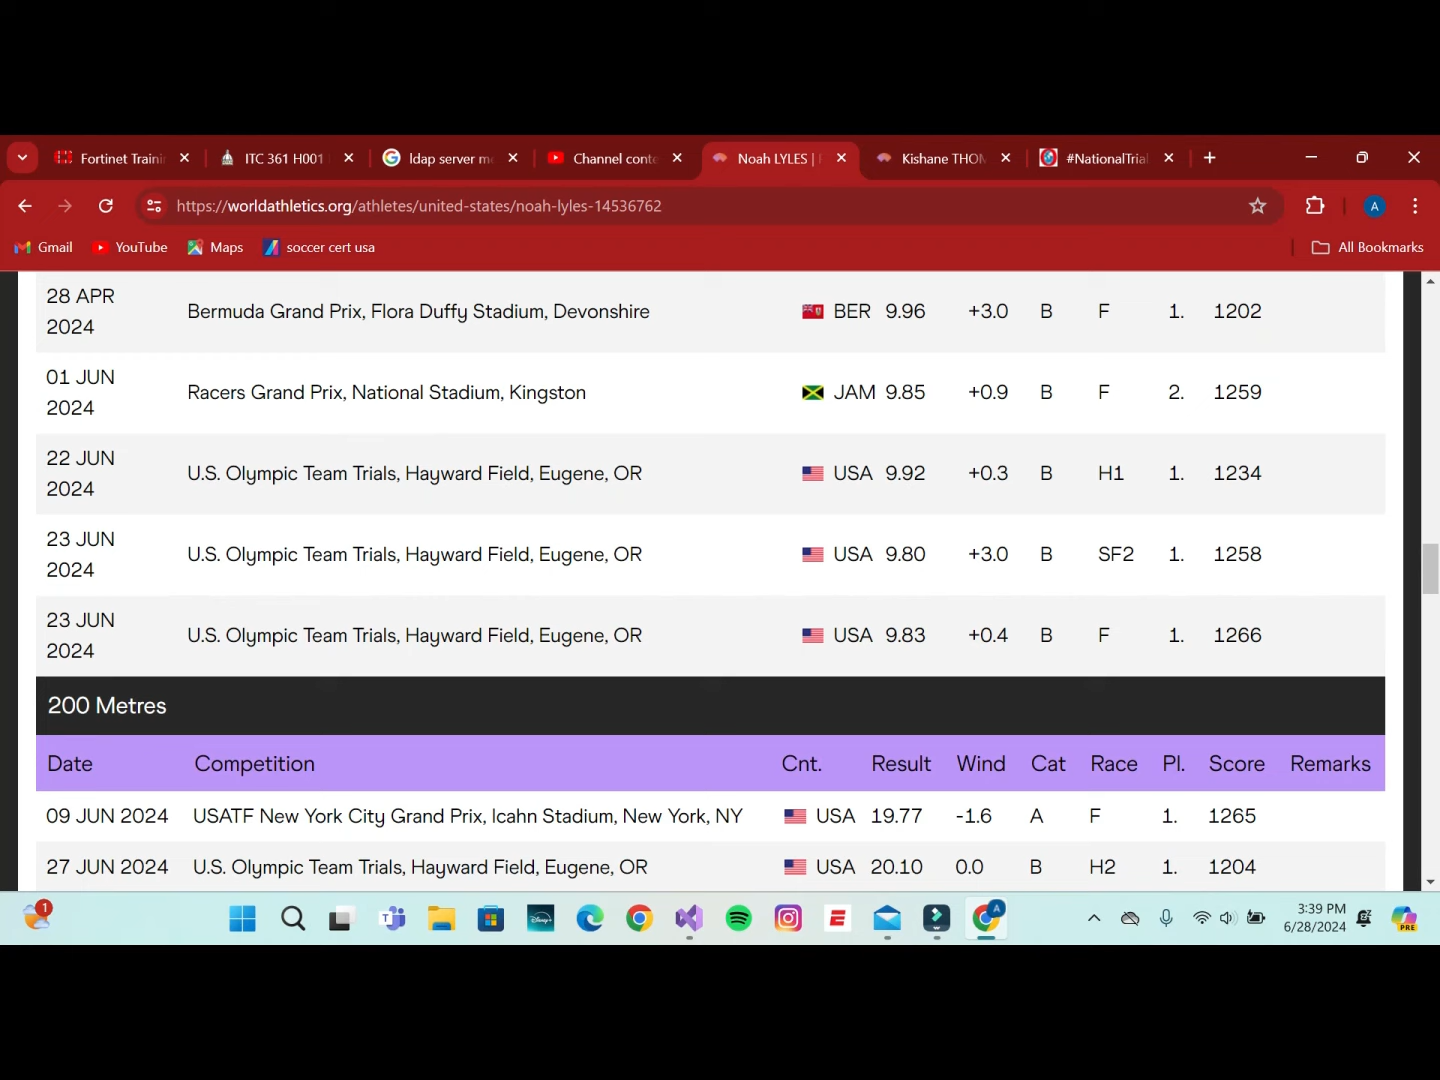 Fortinet Traini
ITC 361 H001
ldap server me
Channel conte
Noah LYLES |
Kishane THOM
#NationalTrial
https://worldathletics.org/athletes/united-states/noah-lyles-14536762
A
Gmail
YouTube
Maps
soccer cert usa
All Bookmarks
28 APR 2024 Bermuda Grand Prix, Flora Duffy Stadium, Devonshire BER 9.96 +3.0 B F 1. 1202
01 JUN 2024 Racers Grand Prix, National Stadium, Kingston JAM 9.85 +0.9 B F 2. 1259
22 JUN 2024 U.S. Olympic Team Trials, Hayward Field, Eugene, OR USA 9.92 +0.3 B H1 1. 1234
23 JUN 2024 U.S. Olympic Team Trials, Hayward Field, Eugene, OR USA 9.80 +3.0 B SF2 1. 1258
23 JUN 2024 U.S. Olympic Team Trials, Hayward Field, Eugene, OR USA 9.83 +0.4 B F 1. 1266
200 Metres
Date Competition Cnt. Result Wind Cat Race Pl. Score Remarks
09 JUN 2024 USATF New York City Grand Prix, Icahn Stadium, New York, NY USA 19.77 -1.6 A F 1. 1265
27 JUN 2024 U.S. Olympic Team Trials, Hayward Field, Eugene, OR USA 20.10 0.0 B H2 1. 1204
1
Disney+
E
A
3:39 PM
6/28/2024
PRE